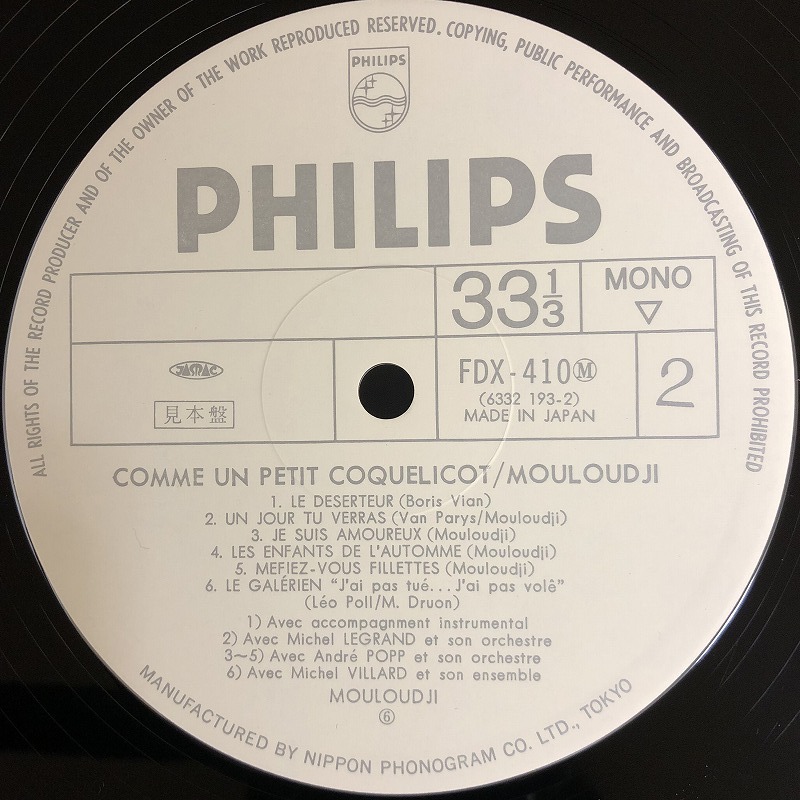 ALL RIGHTS OF THE RECORD PRODUCER AND OF THE OWNER OF THE WORK REPRODUCED RESERVED. COPYING, PUBLIC PERFORMANCE AND BROADCASTING OF THIS RECORD PROHIBITED
PHILIPS
PHILIPS
33 1/3
MONO
▽
JASRAC
見本盤
FDX-410Ⓜ
(6332 193-2)
MADE IN JAPAN
2
COMME UN PETIT COQUELICOT/MOULOUDJI
1. LE DESERTEUR (Boris Vian)
2. UN JOUR TU VERRAS (Van Parys/Mouloudji)
3. JE SUIS AMOUREUX (Mouloudji)
4. LES ENFANTS DE L'AUTOMME (Mouloudji)
5. MEFIEZ-VOUS FILLETTES (Mouloudji)
6. LE GALÉRIEN "J'ai pas tué...J'ai pas volê"
(Léo Poll/M. Druon)
1) Avec accompagnment instrumental
2) Avec Michel LEGRAND et son orchestre
3~5) Avec André POPP et son orchestre
6) Avec Michel VILLARD et son ensemble
MOULOUDJI
⑥
MANUFACTURED BY NIPPON PHONOGRAM CO. LTD., TOKYO